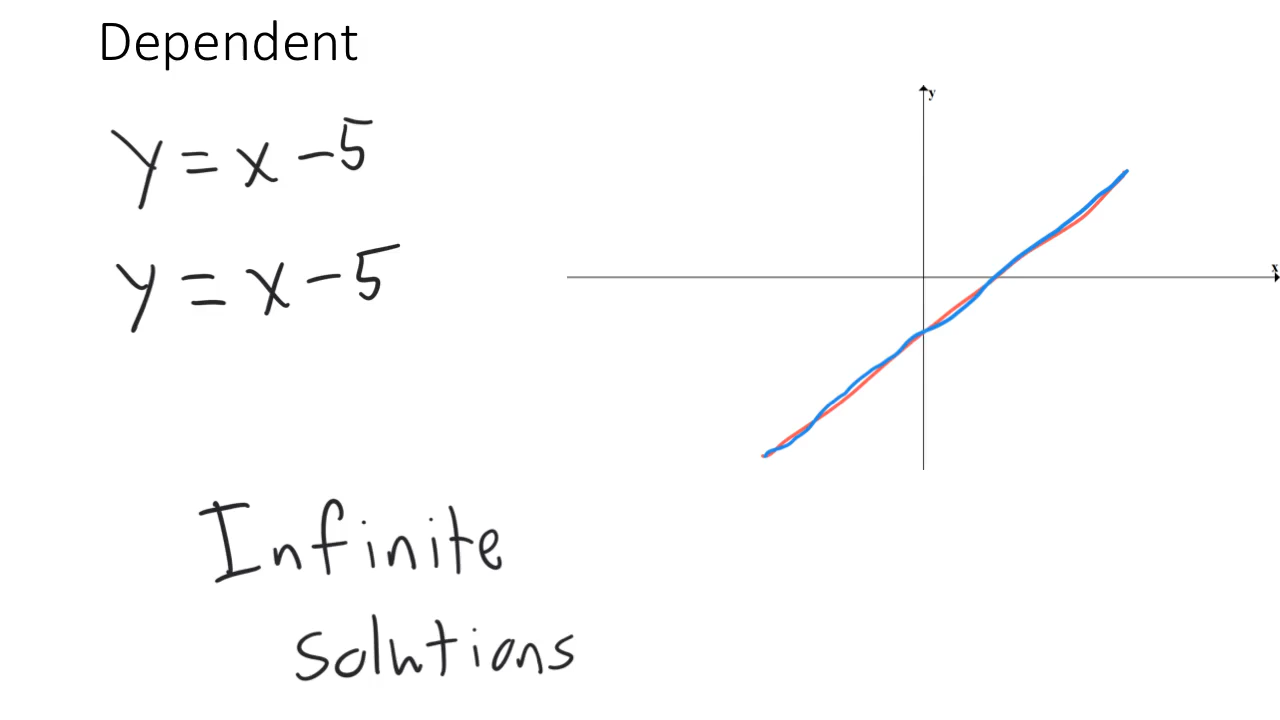 Dependent
y = x - 5
y = x - 5
y
x
Infinite
solutions